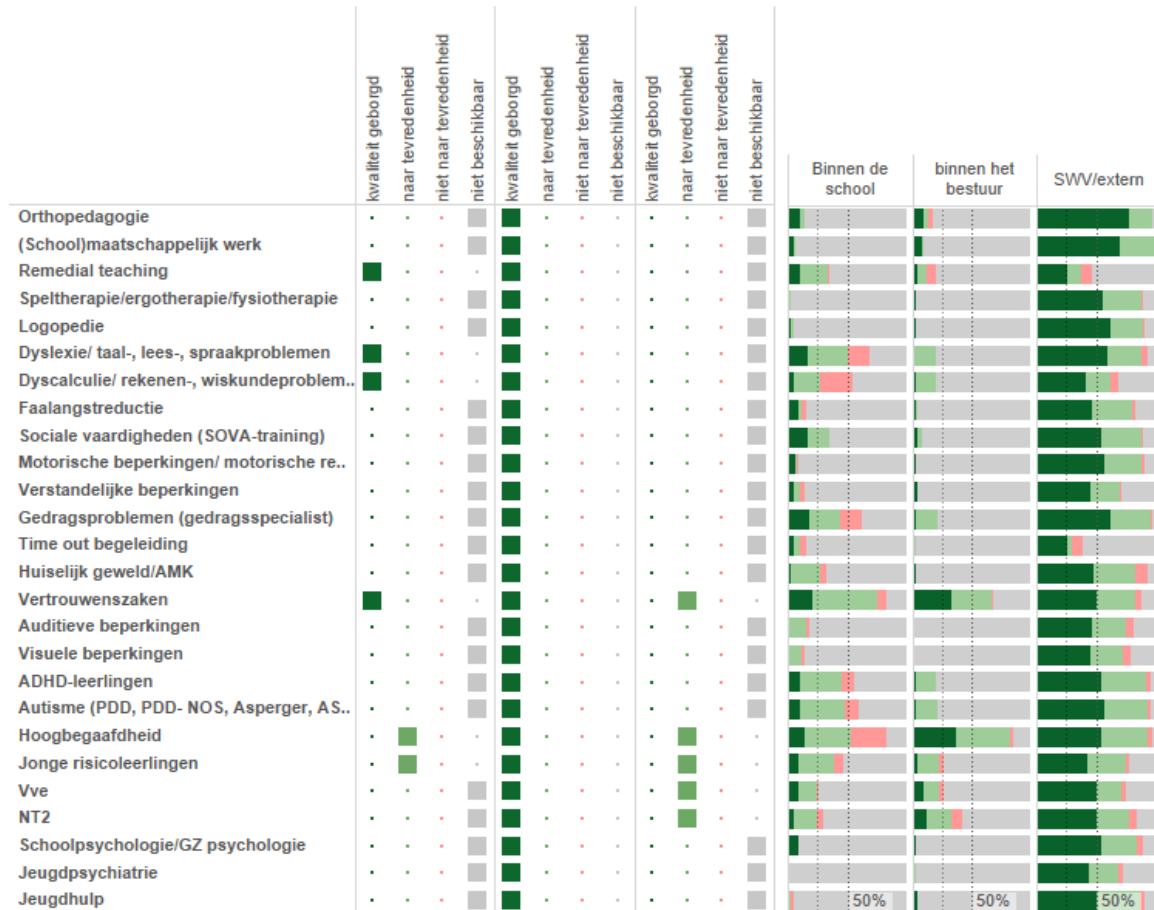 kwaliteit geborgd
naar tevredenheid
niet naar tevredenheid
niet beschikbaar
kwaliteit geborgd
naar tevredenheid
niet naar tevredenheid
niet beschikbaar
kwaliteit geborgd
naar tevredenheid
niet naar tevredenheid
niet beschikbaar
Binnen de
school
binnen het
bestuur
SWV/extern
Orthopedagogie
(School)maatschappelijk werk
Remedial teaching
Speltherapie/ergotherapie/fysiotherapie
Logopedie
Dyslexie/ taal-, lees-, spraakproblemen
Dyscalculie/ rekenen-, wiskundeproblem..
Faalangstreductie
Sociale vaardigheden (SOVA-training)
Motorische beperkingen/ motorische re..
Verstandelijke beperkingen
Gedragsproblemen (gedragsspecialist)
Time out begeleiding
Huiselijk geweld/AMK
Vertrouwenszaken
Auditieve beperkingen
Visuele beperkingen
ADHD-leerlingen
Autisme (PDD, PDD- NOS, Asperger, AS..
Hoogbegaafdheid
Jonge risicoleerlingen
Vve
NT2
Schoolpsychologie/GZ psychologie
Jeugdpsychiatrie
Jeugdhulp
50%
50%
50%